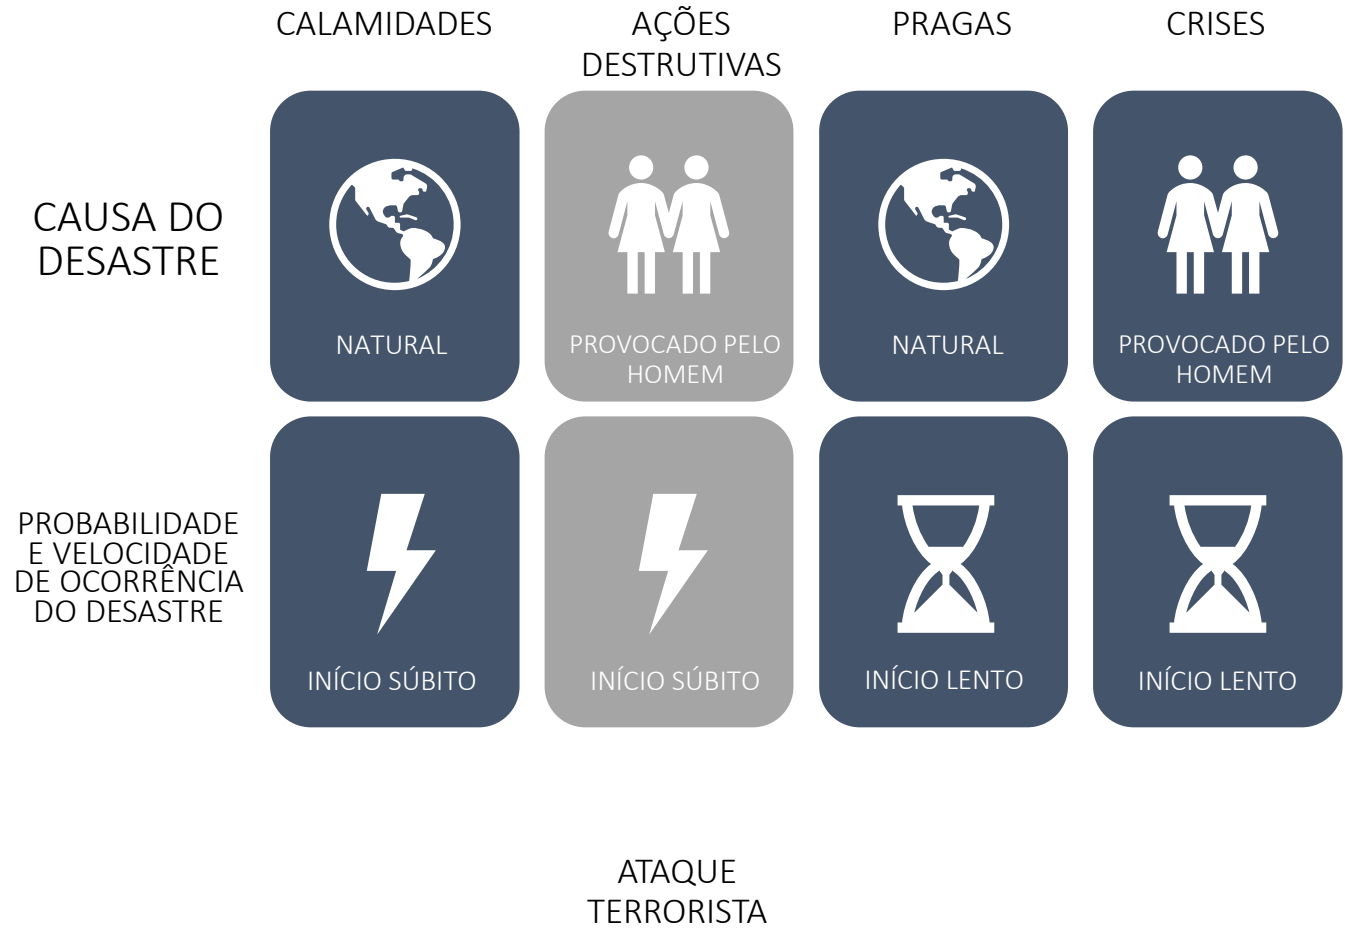 CALAMIDADES
AÇÕES
DESTRUTIVAS
PRAGAS
CRISES
CAUSA DO
DESASTRE
NATURAL
PROVOCADO PELO
HOMEM
NATURAL
PROVOCADO PELO
HOMEM
PROBABILIDADE
E VELOCIDADE
DE OCORRÊNCIA
DO DESASTRE
INÍCIO SÚBITO
INÍCIO SÚBITO
INÍCIO LENTO
INÍCIO LENTO
ATAQUE
TERRORISTA